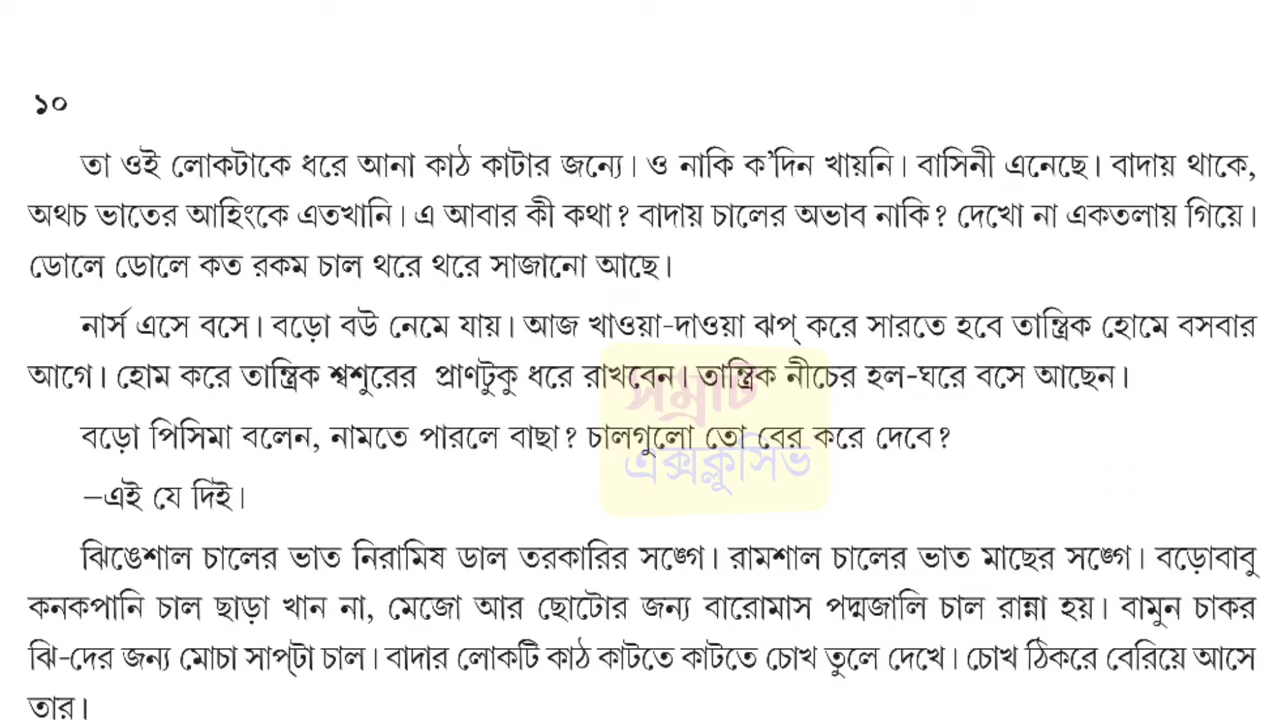 ১০
তা ওই লোকটাকে ধরে আনা কাঠ কাটার জন্যে। ও নাকি ক'দিন খায়নি। বাসিনী এনেছে। বাদায় থাকে,
অথচ ভাতের আহিংকে এতখানি। এ আবার কী কথা? বাদায় চালের অভাব নাকি? দেখো না একতলায় গিয়ে।
ডোলে ডোলে কত রকম চাল থরে থরে সাজানো আছে।
নার্স এসে বসে। বড়ো বউ নেমে যায়। আজ খাওয়া-দাওয়া ঝপ্ করে সারতে হবে তান্ত্রিক হোমে বসবার
আগে। হোম করে তান্ত্রিক শ্বশুরের প্রাণটুকু ধরে রাখবেন। তান্ত্রিক নীচের হল-ঘরে বসে আছেন।
বড়ো পিসিমা বলেন, নামতে পারলে বাছা? চালগুলো তো বের করে দেবে?
সম্রাট
এক্সক্লুসিভ
–এই যে দিই।
ঝিঙেশাল চালের ভাত নিরামিষ ডাল তরকারির সঙ্গে। রামশাল চালের ভাত মাছের সঙ্গে। বড়োবাবু
কনকপানি চাল ছাড়া খান না, মেজো আর ছোটোর জন্য বারোমাস পদ্মজালি চাল রান্না হয়। বামুন চাকর
ঝি-দের জন্য মোচা সাপ্‌টা চাল। বাদার লোকটি কাঠ কাটতে কাটতে চোখ তুলে দেখে। চোখ ঠিকরে বেরিয়ে আসে
তার।